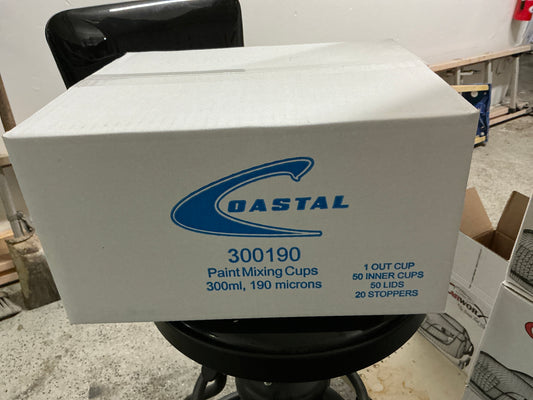 COASTAL
300190
Paint Mixing Cups
300ml, 190 microns
1 OUT CUP
50 INNER CUPS
50 LIDS
20 STOPPERS